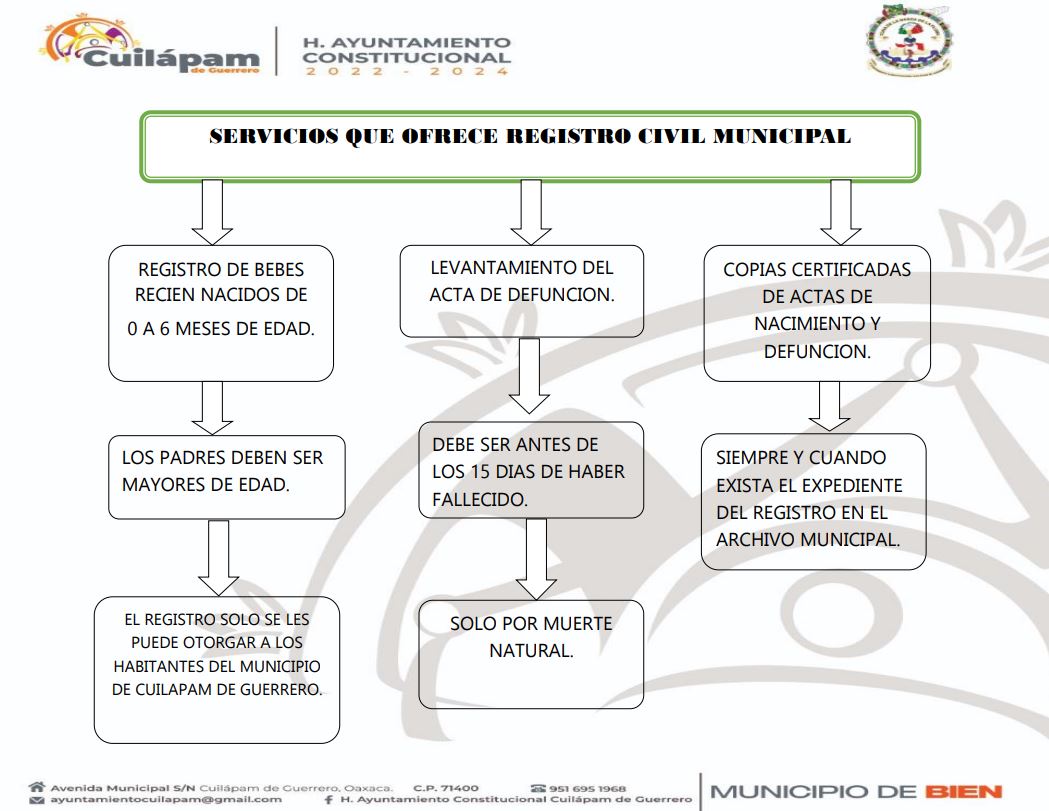 Cuilápam
de Guerrero
H. AYUNTAMIENTO
CONSTITUCIONAL
2022 - 2024
SERVICIOS QUE OFRECE REGISTRO CIVIL MUNICIPAL
REGISTRO DE BEBES
RECIEN NACIDOS DE
0 A 6 MESES DE EDAD.
LOS PADRES DEBEN SER
MAYORES DE EDAD.
EL REGISTRO SOLO SE LES
PUEDE OTORGAR A LOS
HABITANTES DEL MUNICIPIO
DE CUILAPAM DE GUERRERO.
LEVANTAMIENTO DEL
ACTA DE DEFUNCION.
DEBE SER ANTES DE
LOS 15 DIAS DE HABER
FALLECIDO.
SOLO POR MUERTE
NATURAL.
COPIAS CERTIFICADAS
DE ACTAS DE
NACIMIENTO Y
DEFUNCION.
SIEMPRE Y CUANDO
EXISTA EL EXPEDIENTE
DEL REGISTRO EN EL
ARCHIVO MUNICIPAL.
Avenida Municipal S/N Cuilápam de Guerrero, Oaxaca. C.P. 71400 951 695 1968
ayuntamientocuilapam@gmail.com H. Ayuntamiento Constitucional Cuilápam de Guerrero
MUNICIPIO DE BIEN